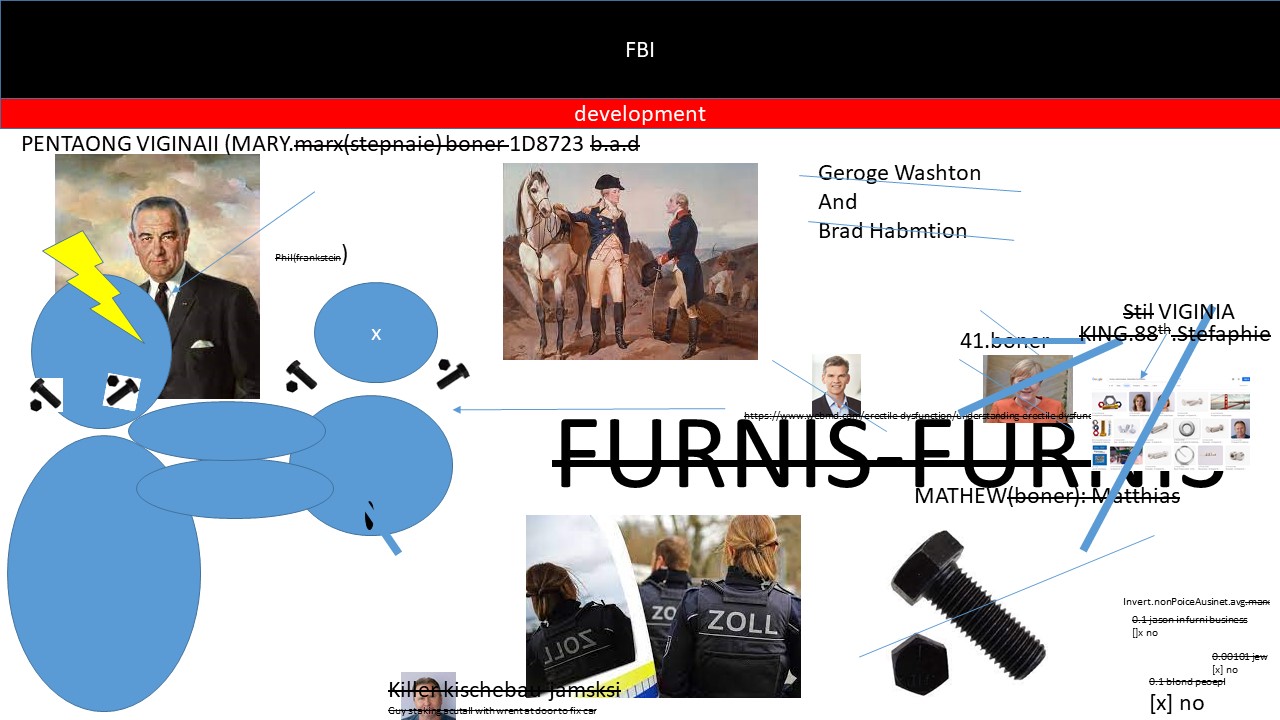 FBI
development
PENTAONG VIGINAII (MARY.marx(stepnaie) boner 1D8723 b.a.d
Geroge Washton
And
Brad Habmtion
Phil(frankstein)
x
Stil VIGINIA
KING.88th.Stefaphie
41.boner
https://www.webmd.com/erectile-dysfunction/understanding-erectile-dysfunc
FURNIS-FURNIS
MATHEW(boner): Matthias
ZOLL
ZOLL
Invert.nonPoiceAusinet.avg.marx
0.1 jason in furni business
[]x no
0.00101 jew
[x] no
0.1 blond peoepl
[x] no
Killer kischebau Jamsksi
Guy staking acutall with wrent at door to fix car